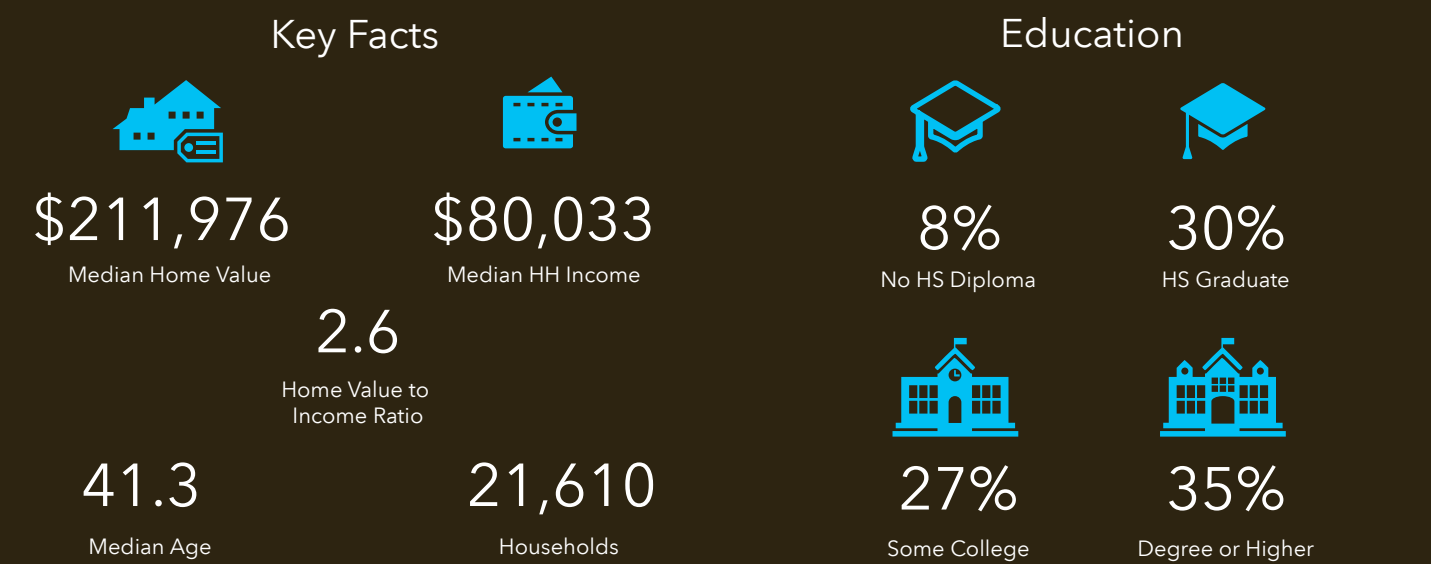 Key Facts
$211,976
Median Home Value
$80,033
Median HH Income
2.6
Home Value to
Income Ratio
41.3
Median Age
21,610
Households
Education
8%
No HS Diploma
30%
HS Graduate
27%
Some College
35%
Degree or Higher